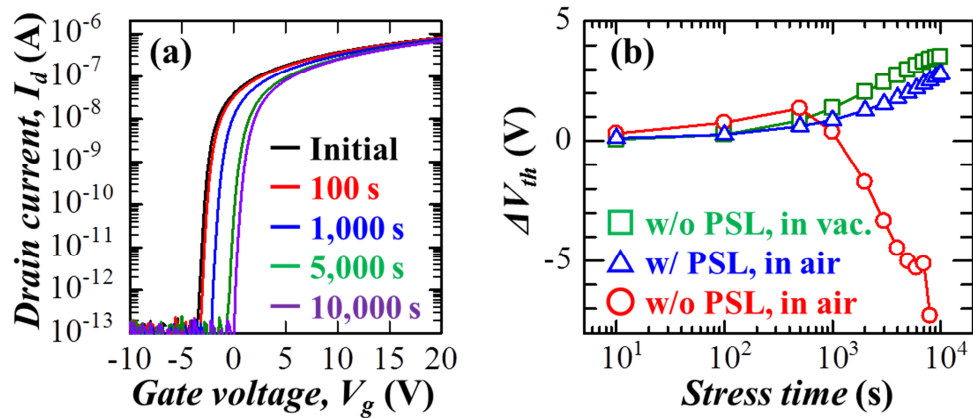 (a)
Drain current, I_d (A)
10^-6
10^-7
10^-8
10^-9
10^-10
10^-11
10^-12
10^-13
Initial
100 s
1,000 s
5,000 s
10,000 s
-10 -5 0 5 10 15 20
Gate voltage, V_g (V)
(b)
ΔV_th (V)
5
0
-5
w/o PSL, in vac.
w/ PSL, in air
w/o PSL, in air
10^1 10^2 10^3 10^4
Stress time (s)